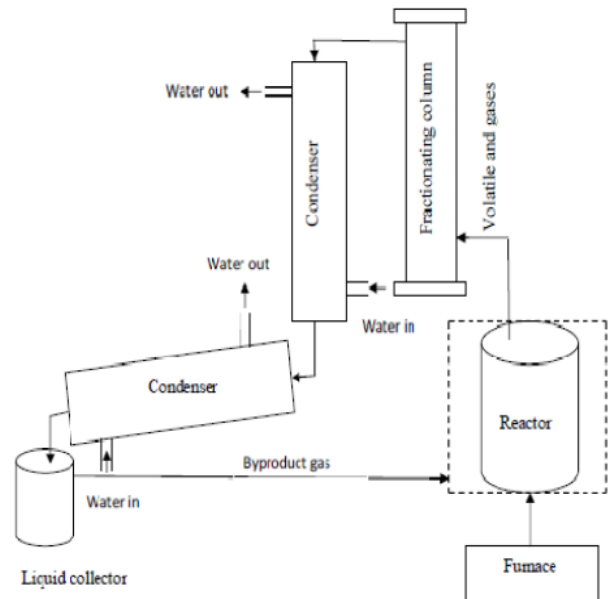 Water out
Condenser
Fractionating column
Volatile and gases
Water out
Water in
Condenser
Reactor
Byproduct gas
Water in
Furnace
Liquid collector